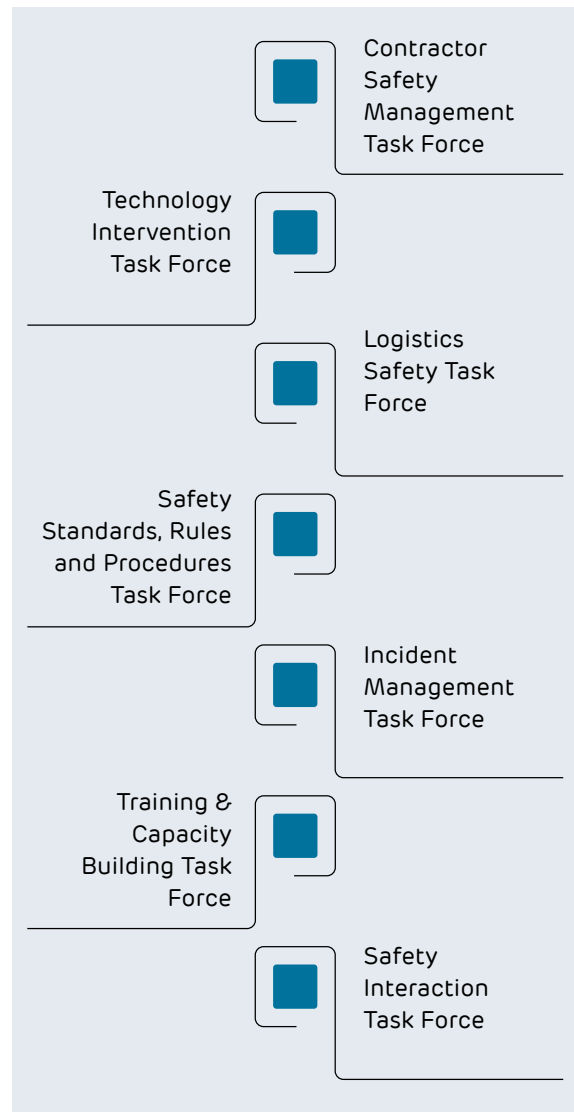 Contractor
Safety
Management
Task Force
Technology
Intervention
Task Force
Logistics
Safety Task
Force
Safety
Standards, Rules
and Procedures
Task Force
Incident
Management
Task Force
Training &
Capacity
Building Task
Force
Safety
Interaction
Task Force